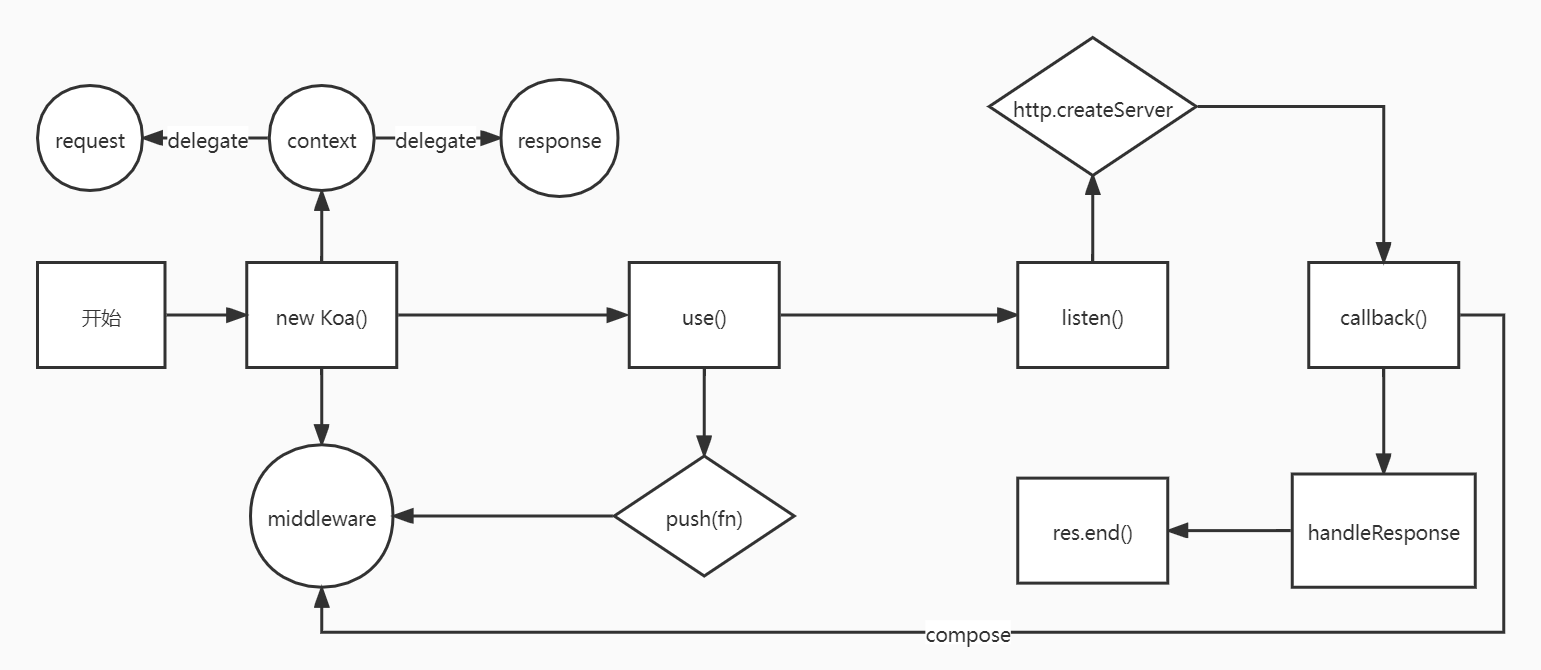 http.createServer
request
delegate
context
delegate
response
开始
new Koa()
use()
listen()
callback()
middleware
push(fn)
res.end()
handleResponse
compose